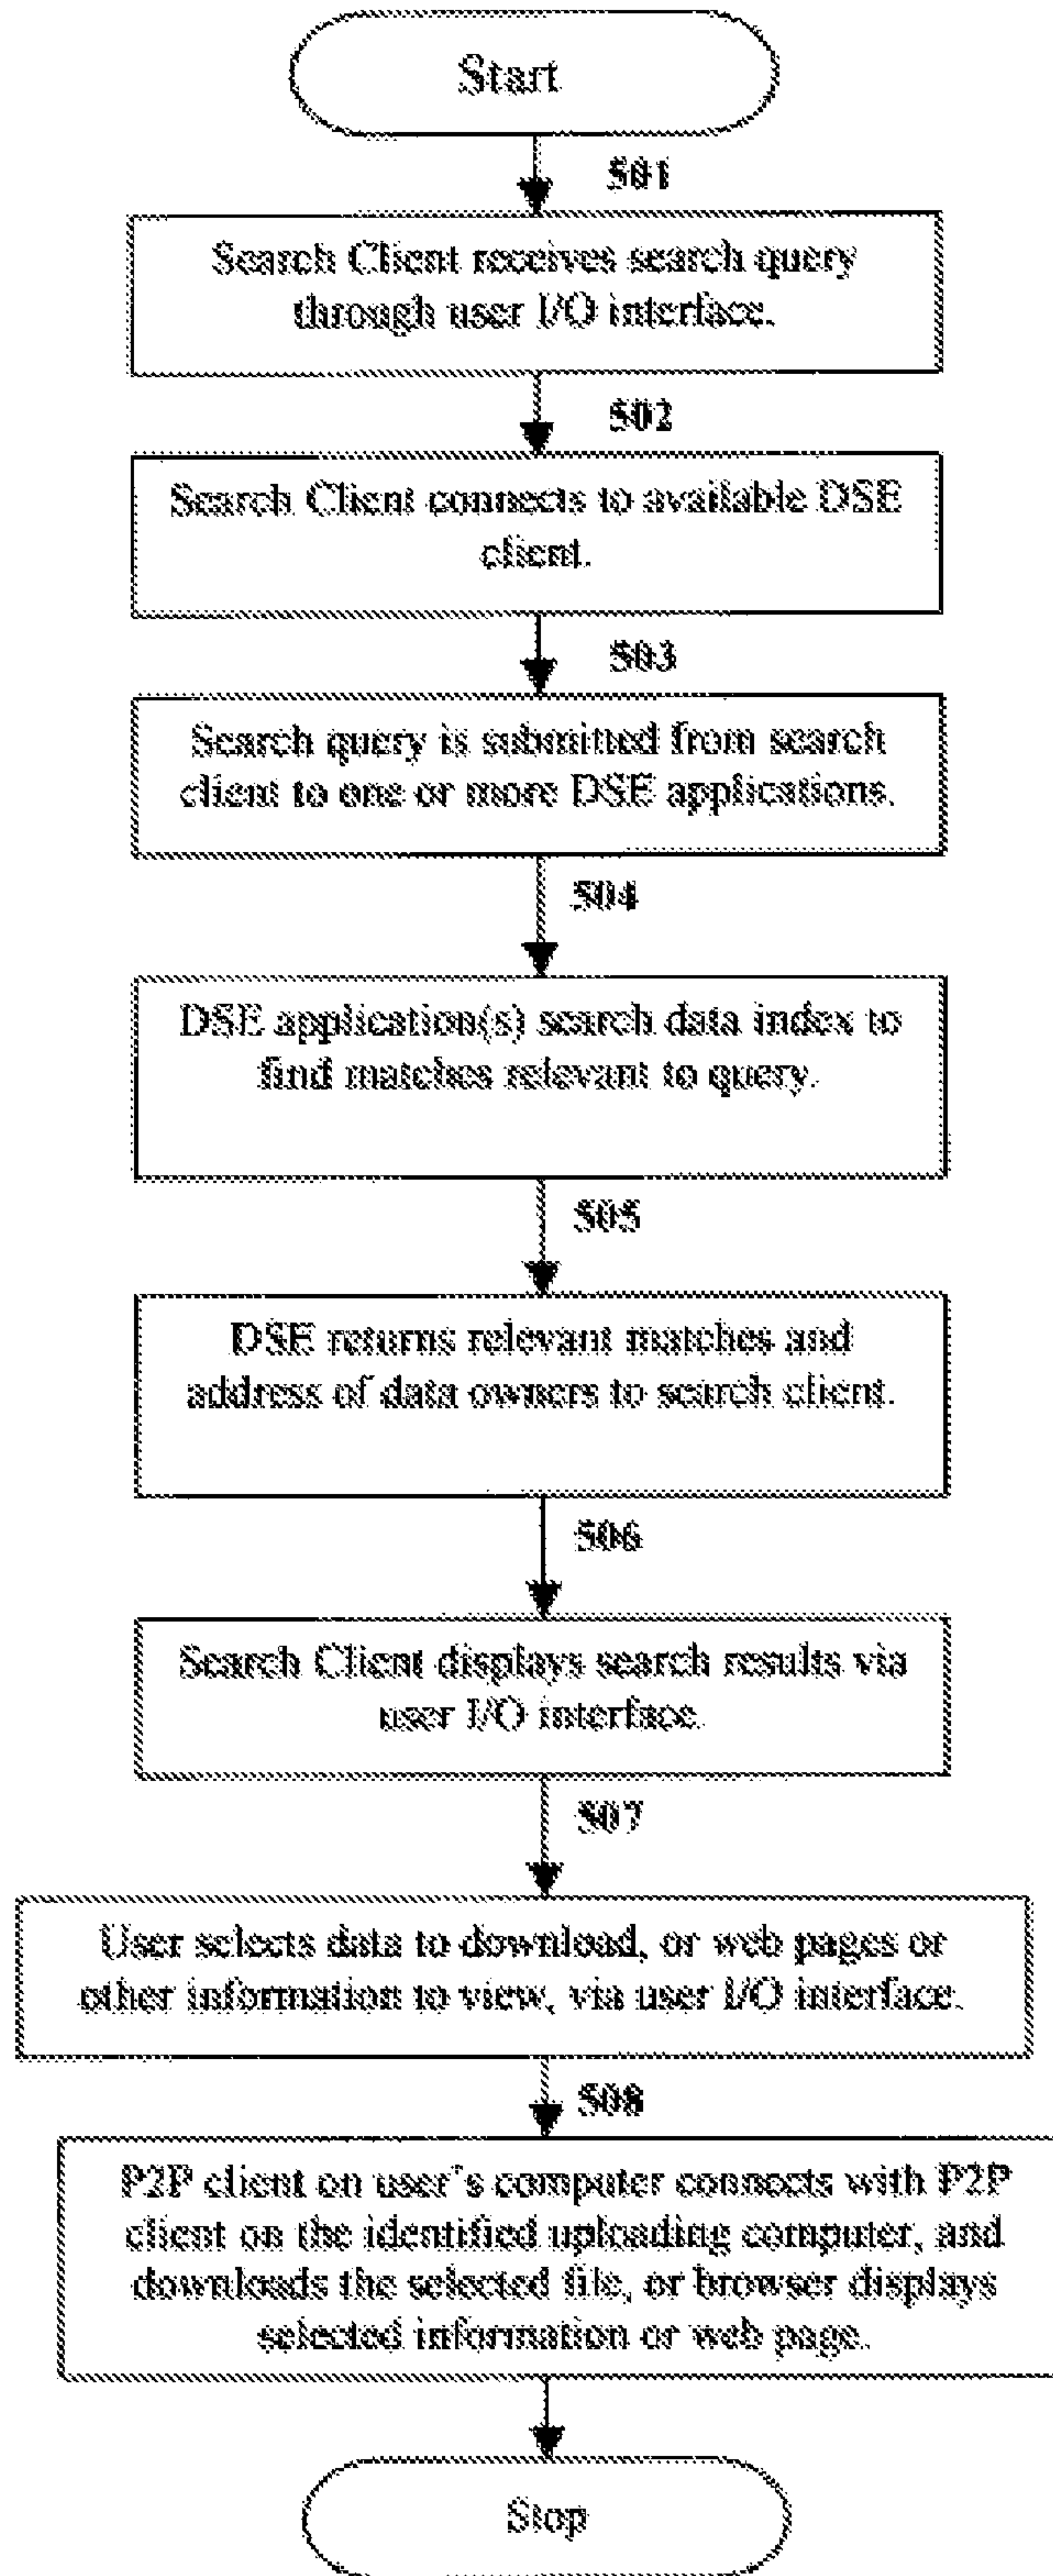 Start
501
Search Client receives search query
through user I/O interface.
502
Search Client connects to available DSE
client.
503
Search query is submitted from search
client to one or more DSE applications.
504
DSE application(s) search data index to
find matches relevant to query.
505
DSE returns relevant matches and
address of data owners to search client.
506
Search Client displays search results via
user I/O interface.
507
User selects data to download, or web pages or
other information to view, via user I/O interface.
508
P2P client on user's computer connects with P2P
client on the identified uploading computer, and
downloads the selected file, or browser displays
selected information or web page.
Stop